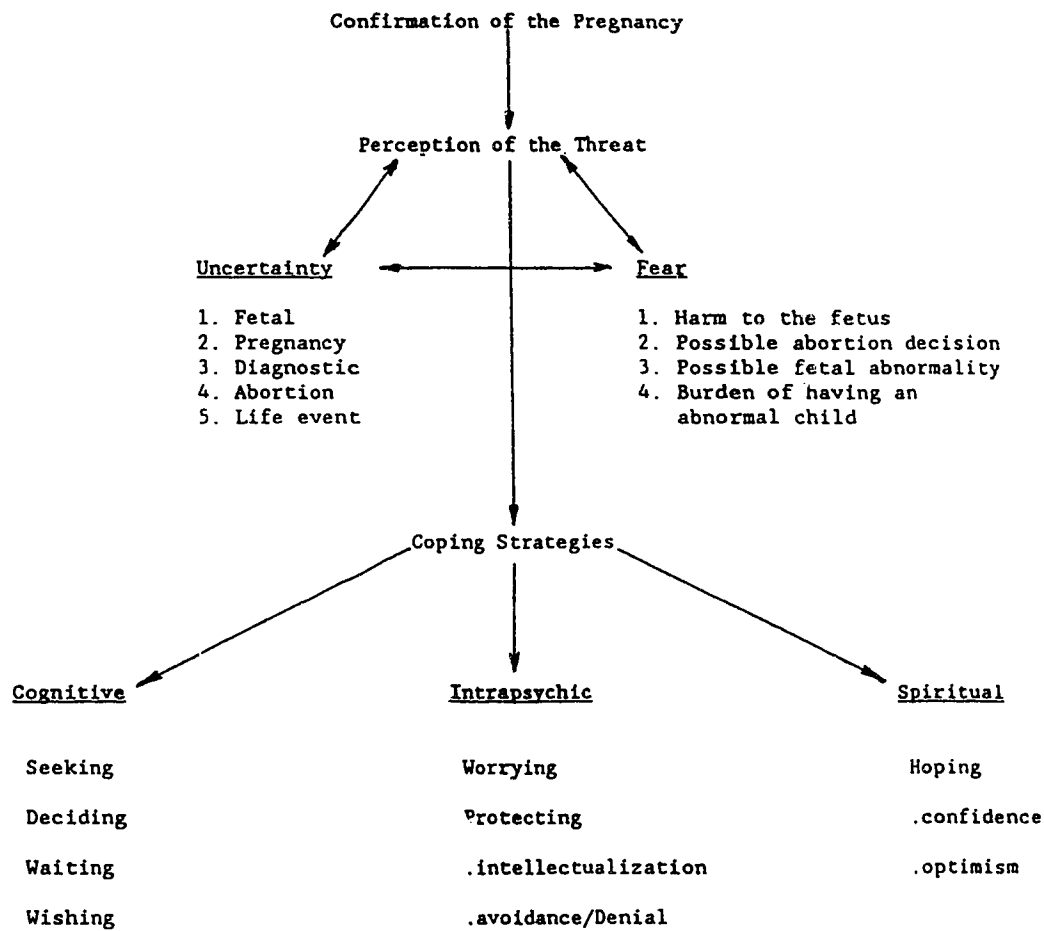 Confirmation of the Pregnancy
Perception of the Threat
Uncertainty
1. Fetal
2. Pregnancy
3. Diagnostic
4. Abortion
5. Life event
Fear
1. Harm to the fetus
2. Possible abortion decision
3. Possible fetal abnormality
4. Burden of having an
abnormal child
Coping Strategies
Cognitive
Seeking
Deciding
Waiting
Wishing
Intrapsychic
Worrying
Protecting
.intellectualization
.avoidance/Denial
Spiritual
Hoping
.confidence
.optimism